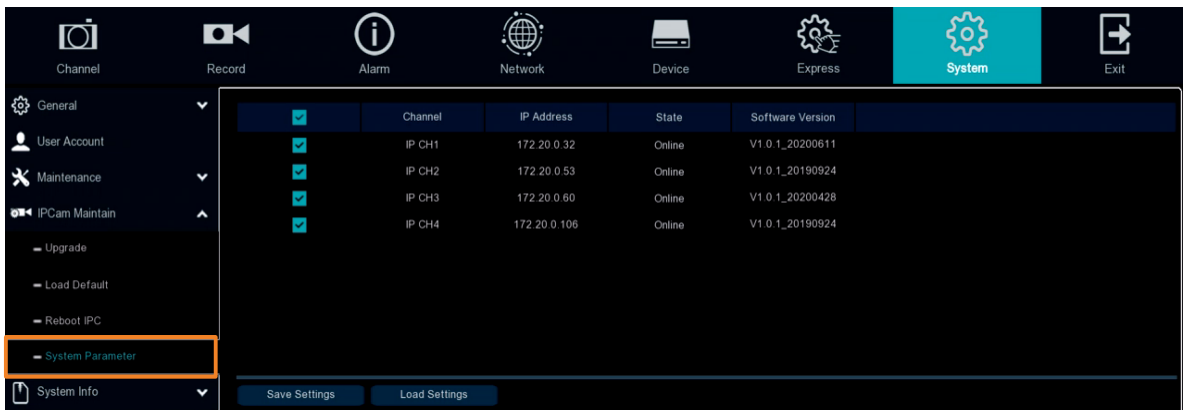 Channel Record Alarm Network Device Express System Exit
General
User Account
Maintenance
IPCam Maintain
Upgrade
Load Default
Reboot IPC
System Parameter
System Info
Channel IP Address State Software Version
IP CH1 172.20.0.32 Online V1.0.1_20200611
IP CH2 172.20.0.53 Online V1.0.1_20190924
IP CH3 172.20.0.60 Online V1.0.1_20200428
IP CH4 172.20.0.106 Online V1.0.1_20190924
Save Settings Load Settings